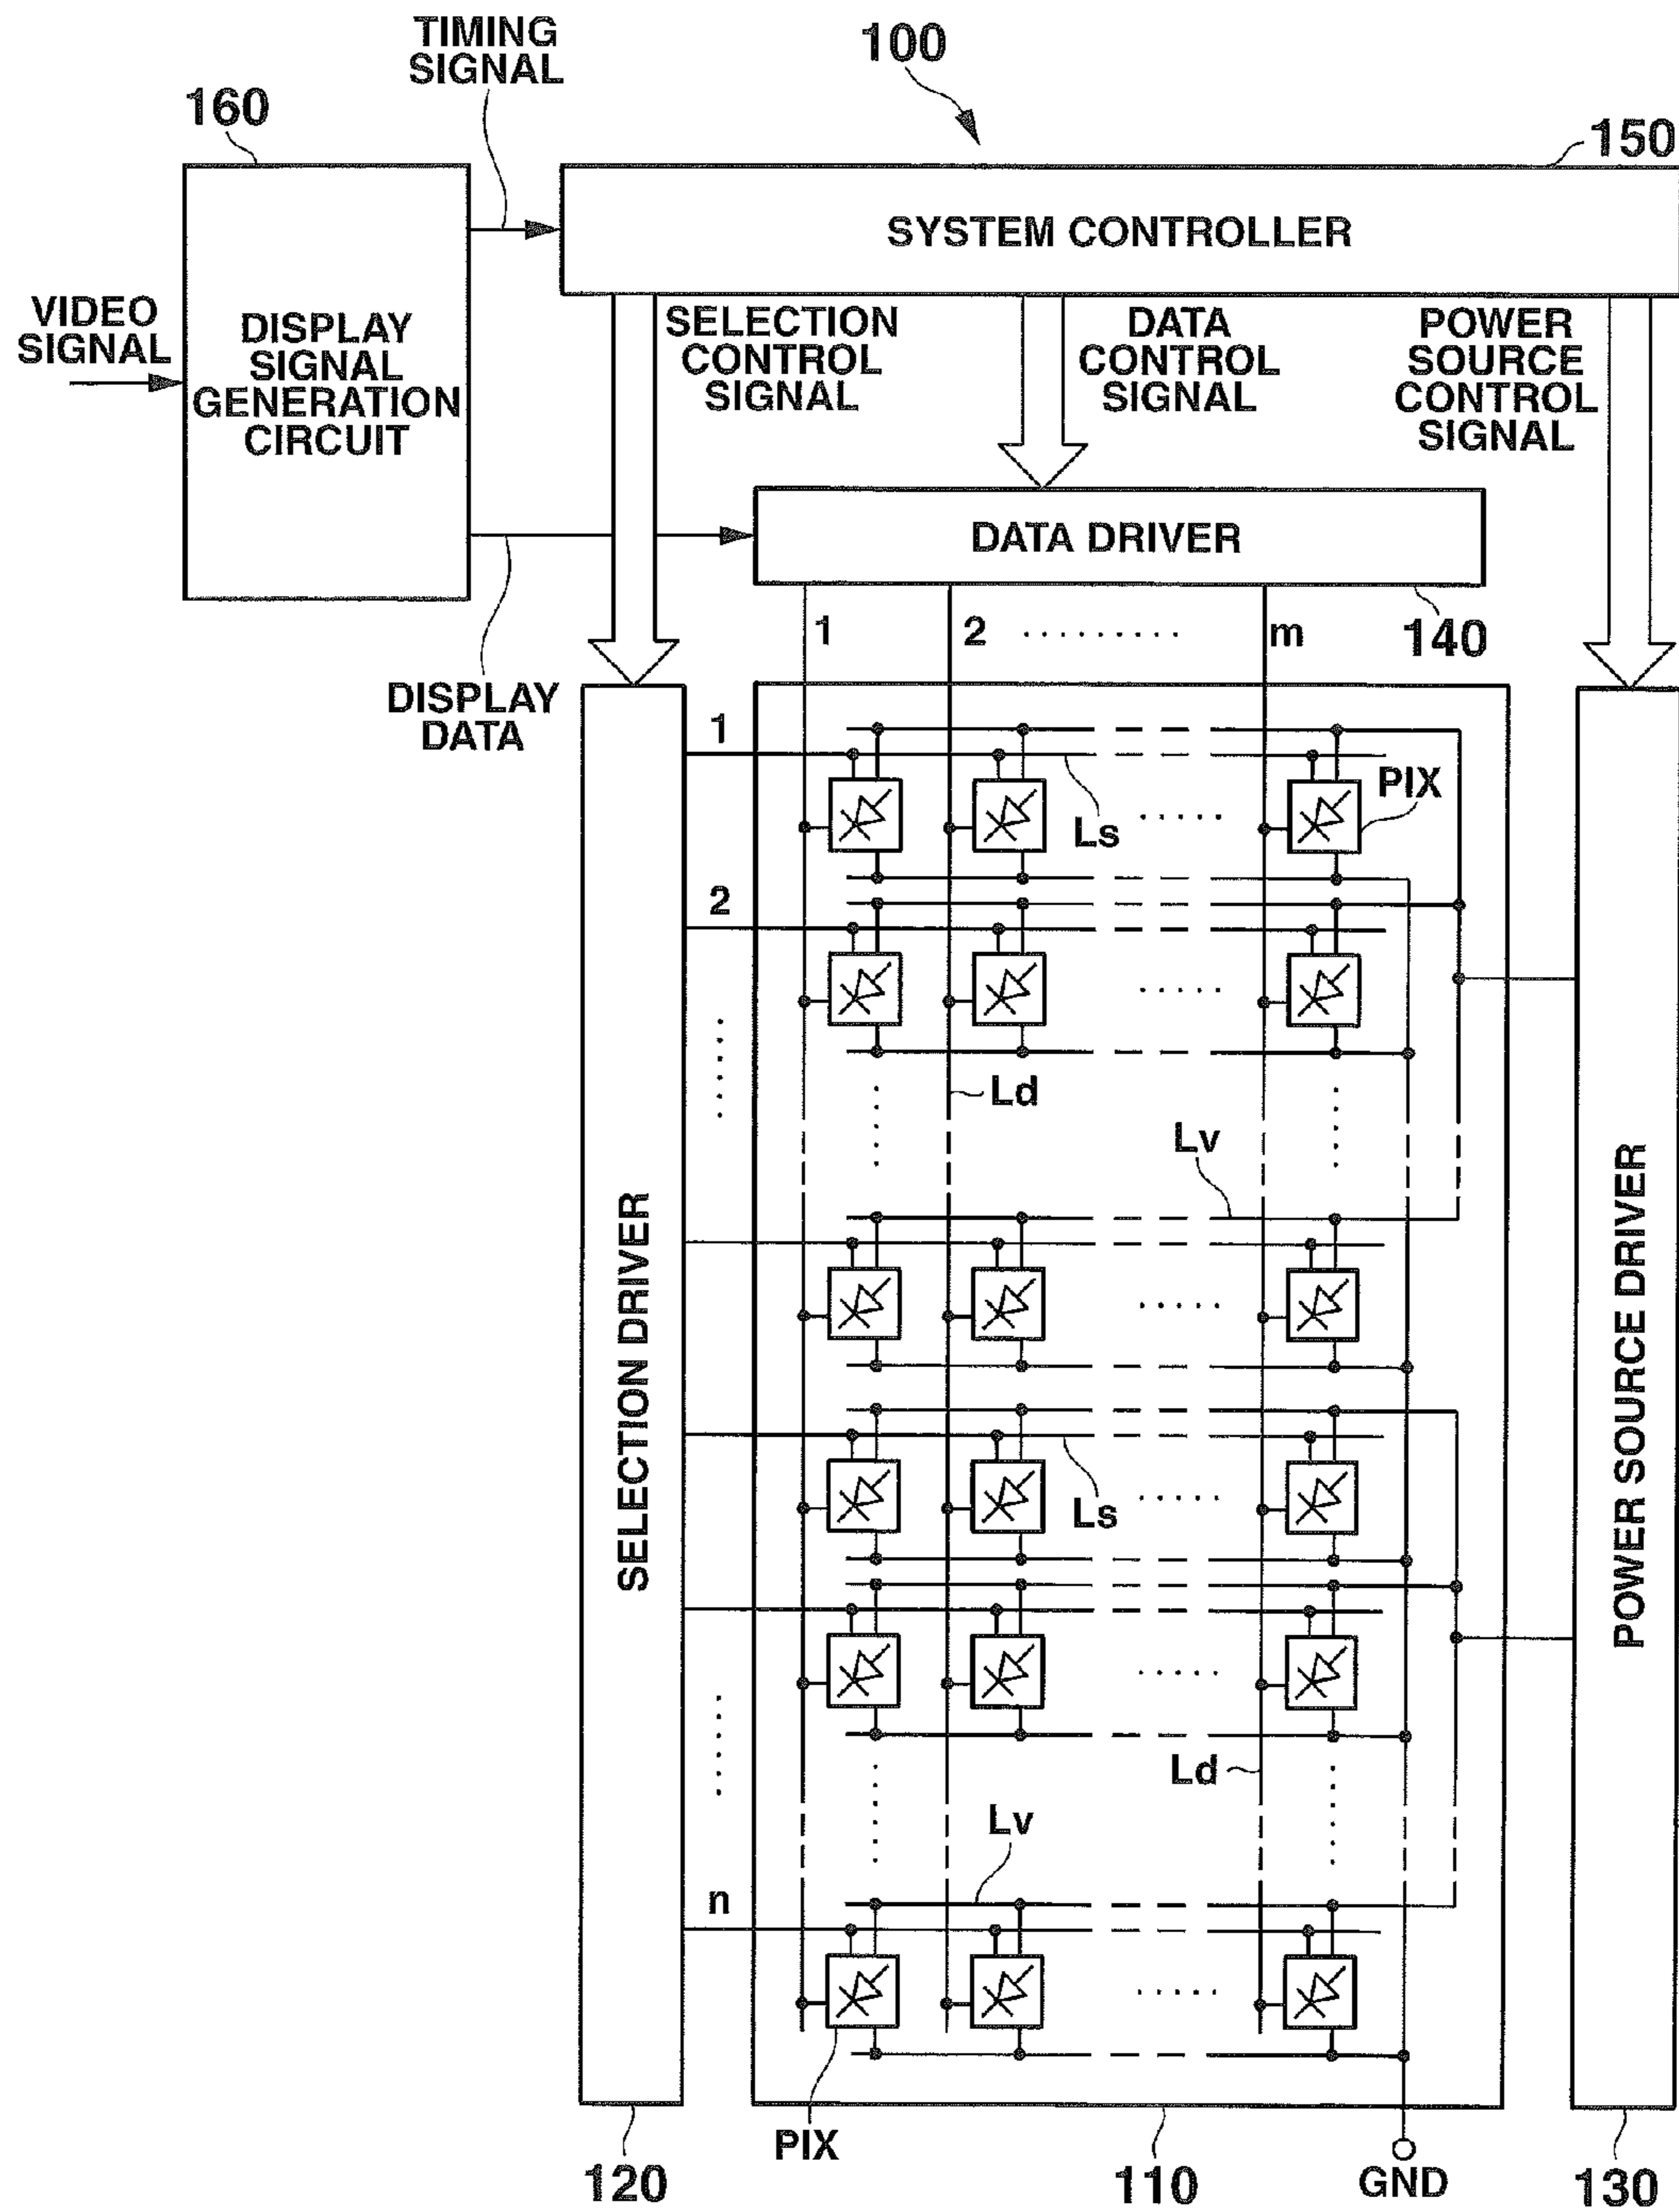 TIMING
SIGNAL
100
160
150
SYSTEM CONTROLLER
VIDEO
SIGNAL
DISPLAY
SIGNAL
GENERATION
CIRCUIT
SELECTION
CONTROL
SIGNAL
DATA
CONTROL
SIGNAL
POWER
SOURCE
CONTROL
SIGNAL
DATA DRIVER
1
2
m
140
DISPLAY
DATA
1
PIX
Ls
2
Ld
Lv
SELECTION DRIVER
POWER SOURCE DRIVER
Ls
Ld
Lv
n
PIX
120
110
GND
130